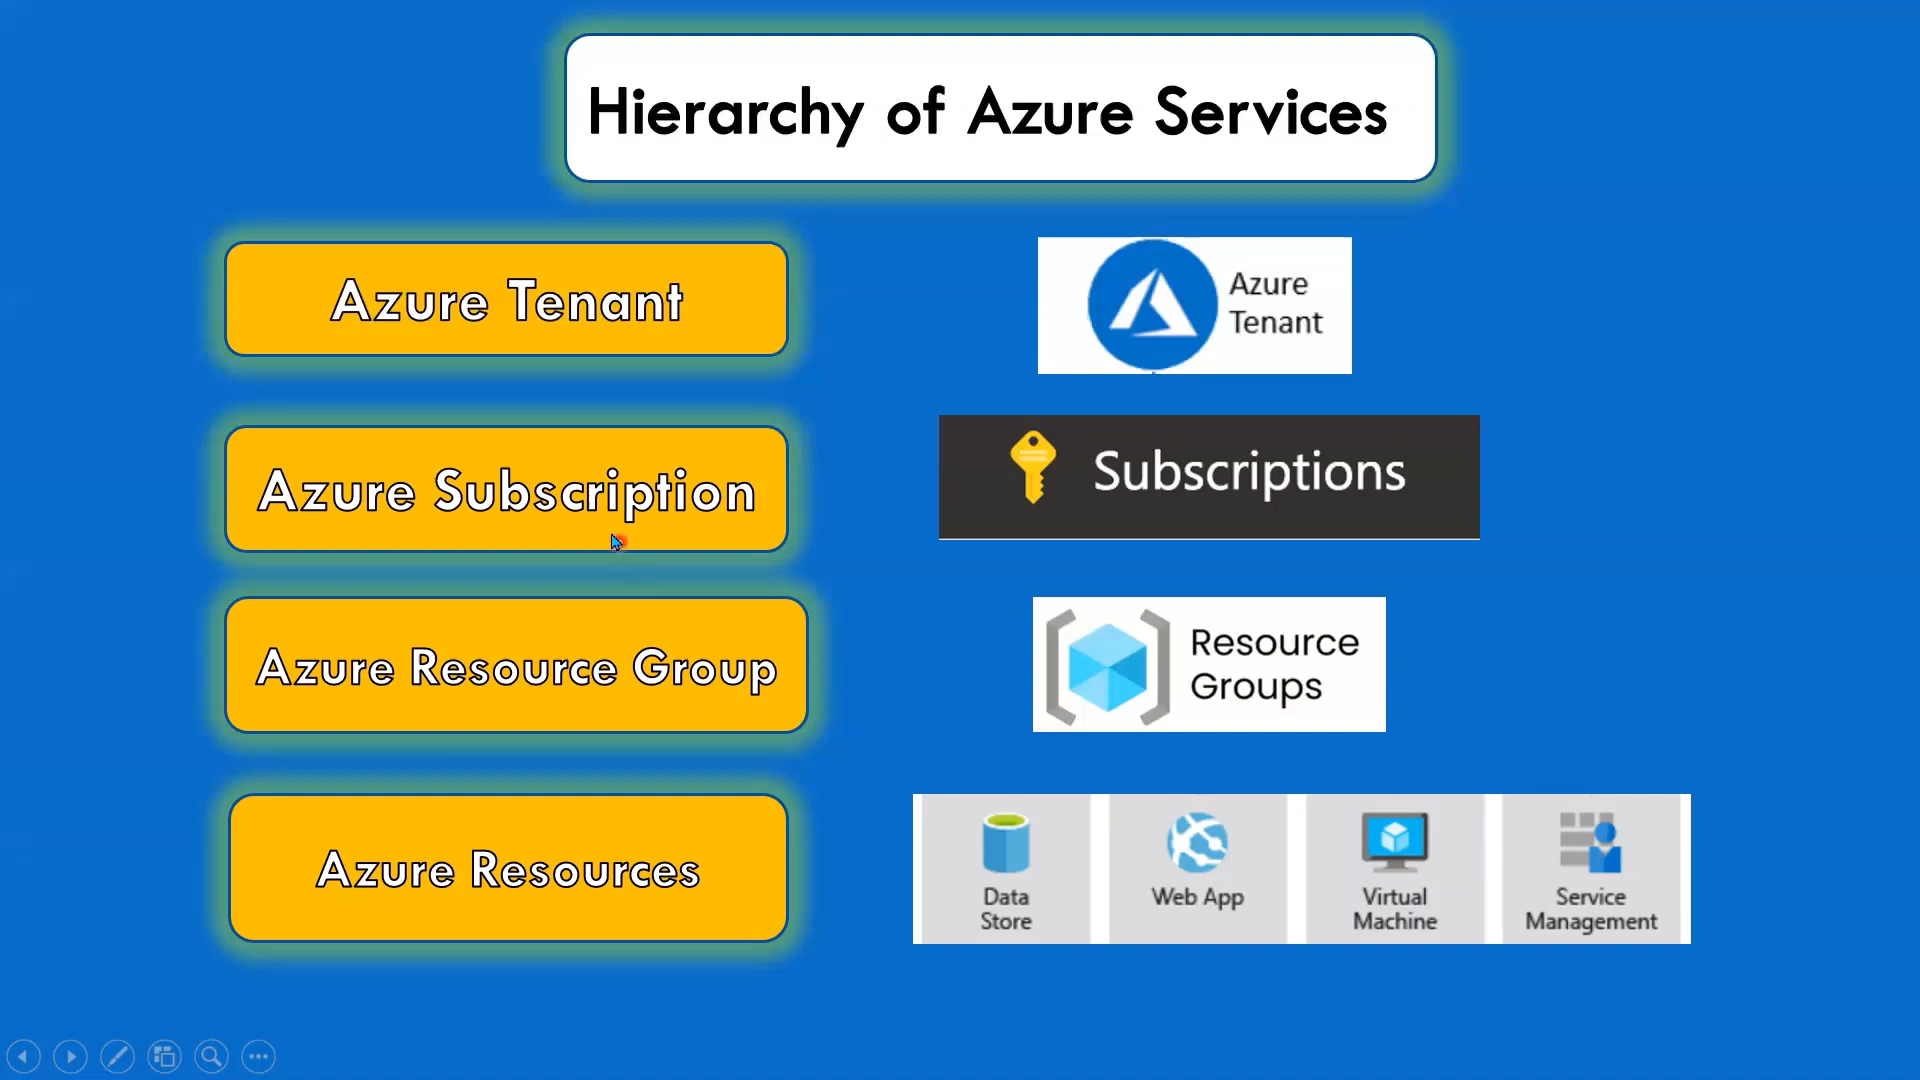 Hierarchy of Azure Services
Azure Tenant
Azure
Tenant
Azure Subscription
Subscriptions
Azure Resource Group
Resource
Groups
Azure Resources
Data
Store
Web App
Virtual
Machine
Service
Management